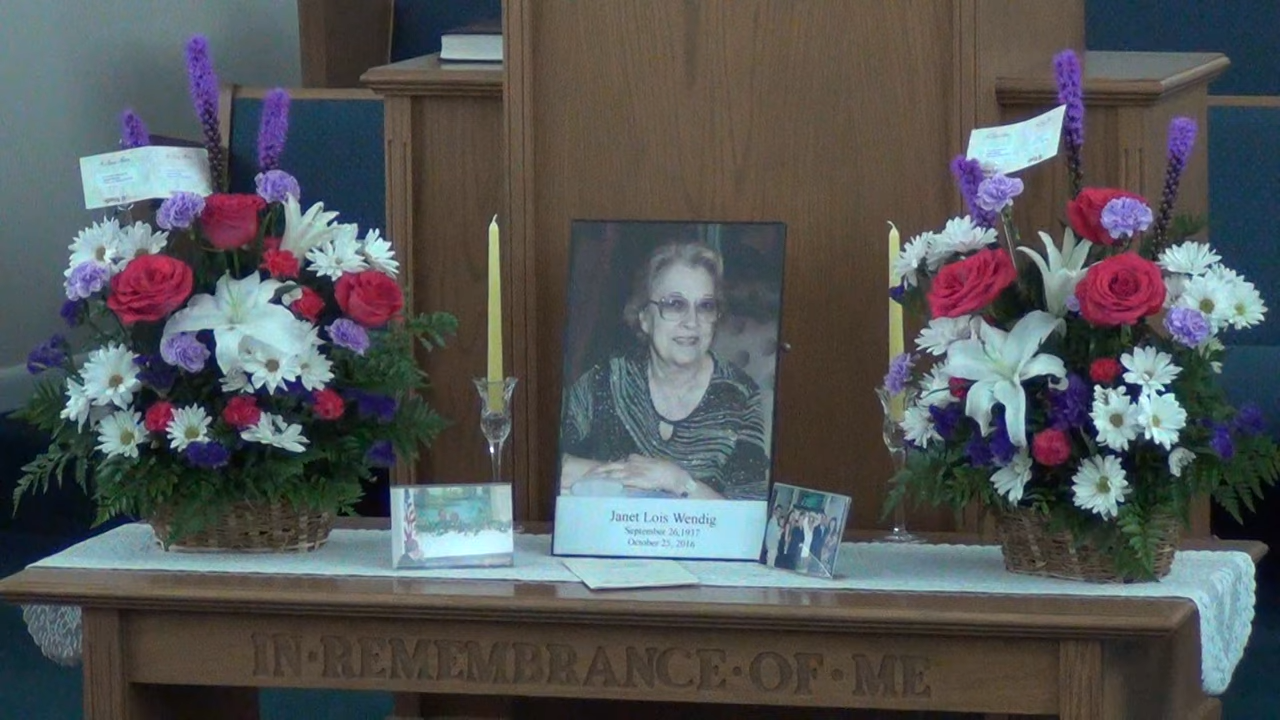 Janet Lois Wendig
September 26,1937
October 25, 2016
IN·REMEMBRANCE·OF·ME